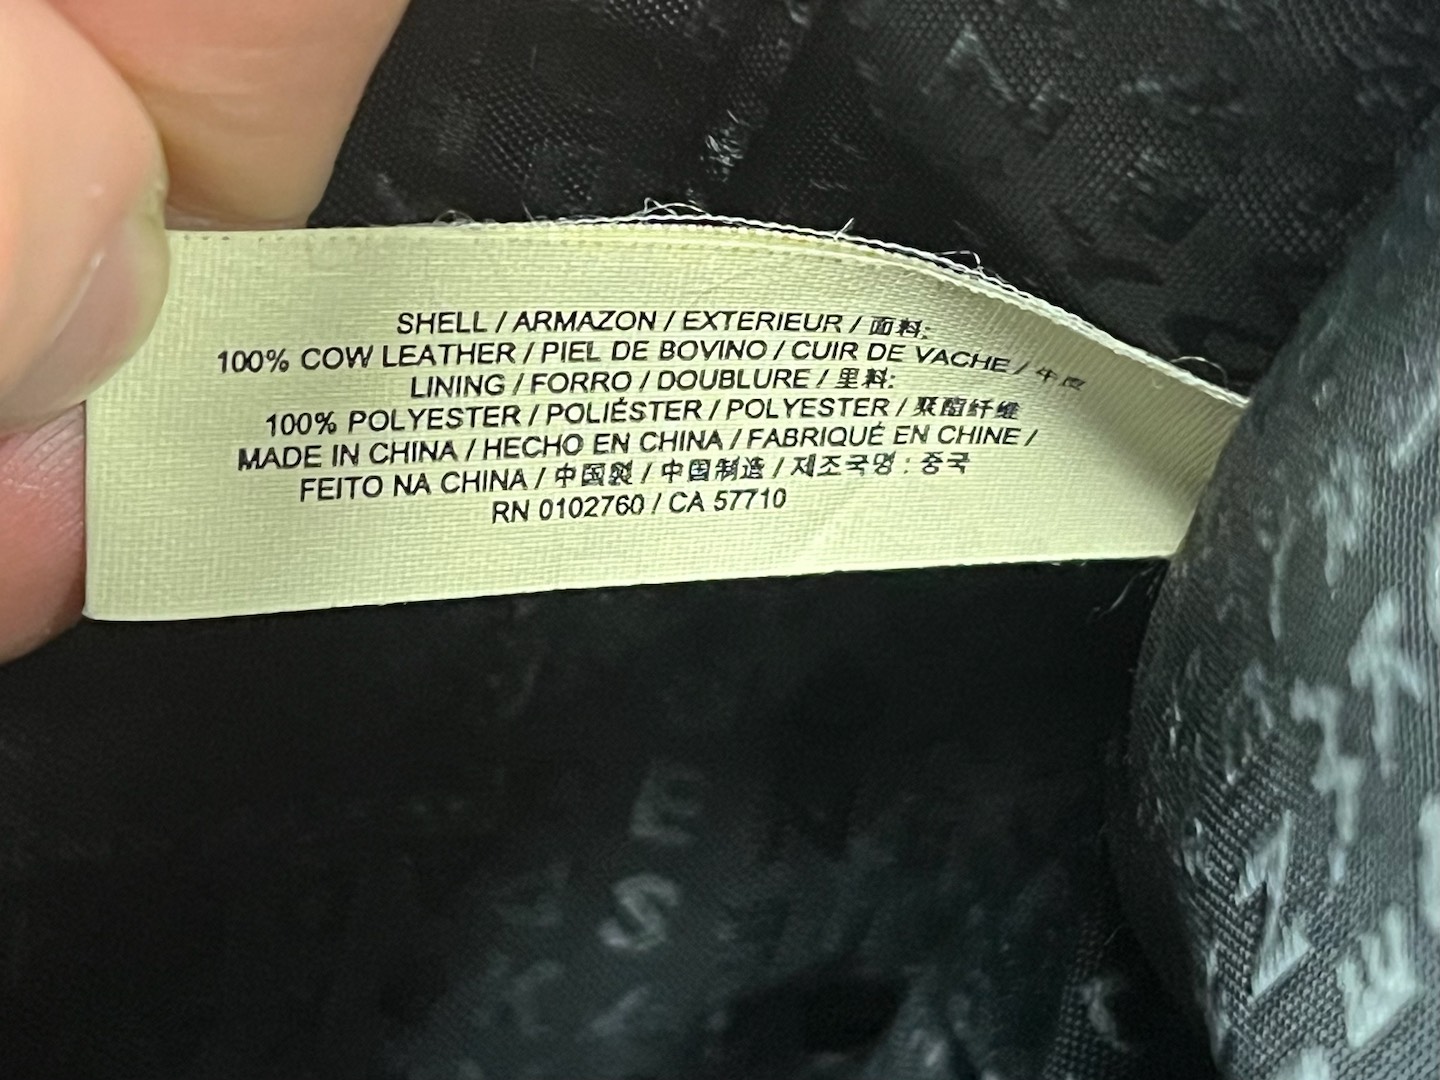 SHELL / ARMAZON / EXTERIEUR / 面料:
100% COW LEATHER / PIEL DE BOVINO / CUIR DE VACHE / 牛皮
LINING / FORRO / DOUBLURE / 里料:
100% POLYESTER / POLIÉSTER / POLYESTER / 聚酯纤维
MADE IN CHINA / HECHO EN CHINA / FABRIQUÉ EN CHINE /
FEITO NA CHINA / 中国製 / 中国制造 / 제조국명 : 중국
RN 0102760 / CA 57710
E
S